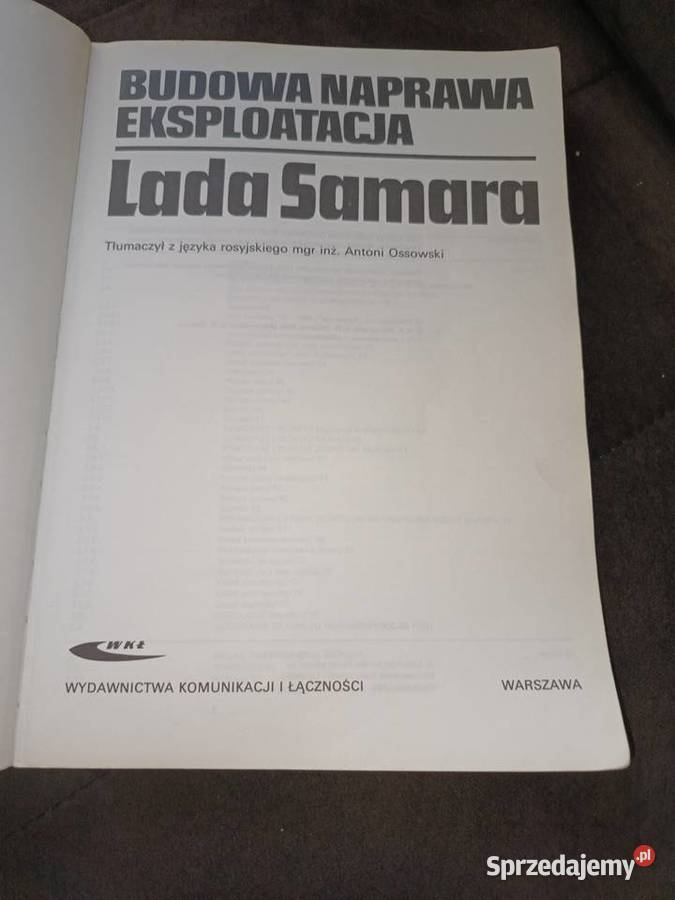 BUDOWA NAPRAWA
EKSPLOATACJA
Lada Samara
Tłumaczył z języka rosyjskiego mgr inż. Antoni Ossowski
WKŁ
WYDAWNICTWA KOMUNIKACJI I ŁĄCZNOŚCI WARSZAWA
Sprzedajemy.pl